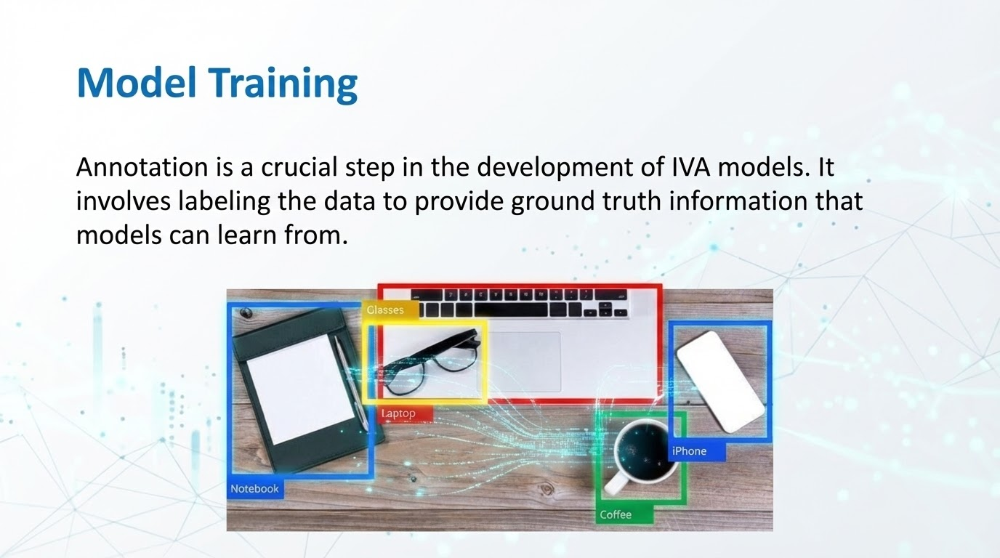 Model Training
Annotation is a crucial step in the development of IVA models. It
involves labeling the data to provide ground truth information that
models can learn from.
Glasses
Laptop
iPhone
Notebook
Coffee